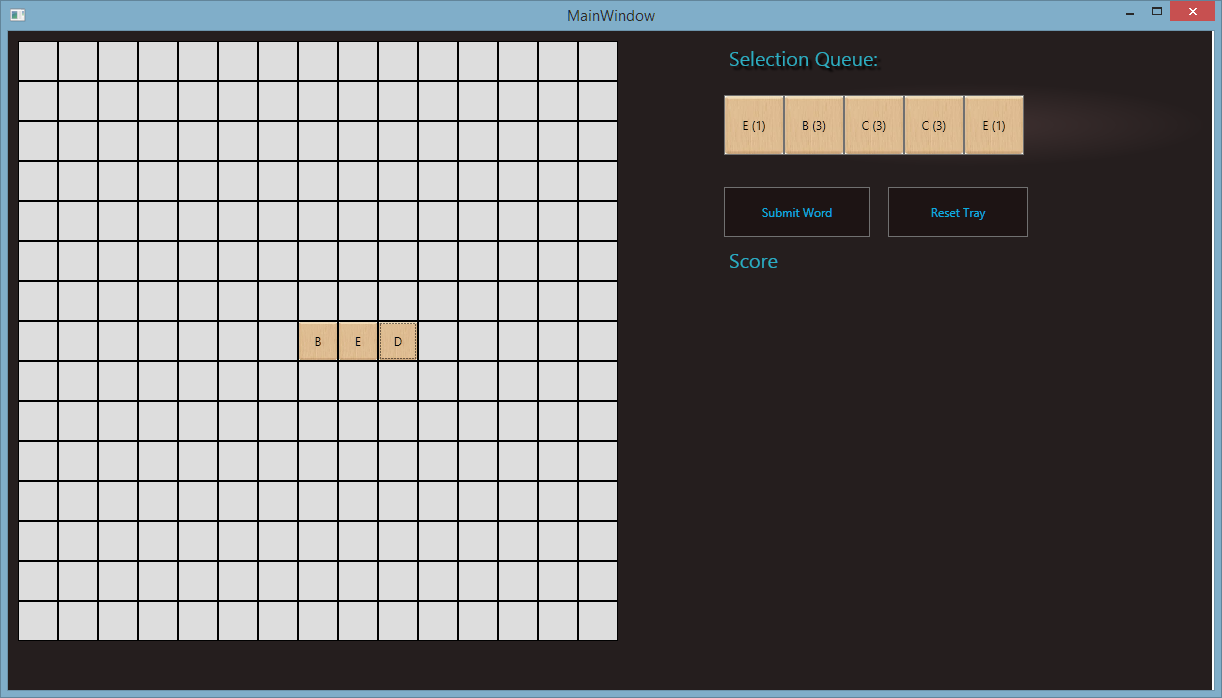 MainWindow
Selection Queue:
E (1) B (3) C (3) C (3) E (1)
Submit Word Reset Tray
Score
B E D